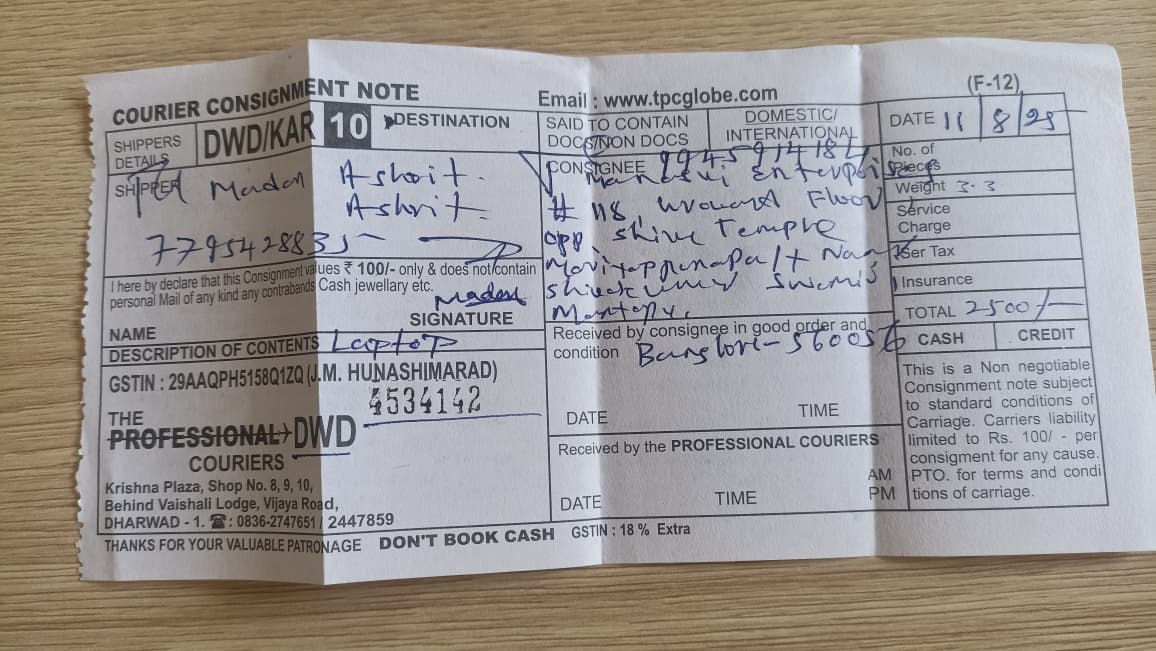 COURIER CONSIGNMENT NOTE
Email : www.tpcglobe.com
(F-12)
SHIPPERS DETAILS
DWD/KAR 10
DESTINATION
SAID TO CONTAIN
DOCS/NON DOCS
DOMESTIC/
INTERNATIONAL
DATE 11/8/25
SHIPPER Madan Ashrit.
Ashrit.
7795428835
CONSIGNEE
Enterprises
# 118, Floor
opp. Shiva Temple
Swamiji
Banglore - 560056
No. of
Pieces
Weight 3.3
Service
Charge
Ser Tax
Insurance
TOTAL 2500/-
CASH CREDIT
I here by declare that this Consignment values ₹ 100/- only & does not contain
personal Mail of any kind any contrabands Cash jewellary etc.
Madan
SIGNATURE
NAME
DESCRIPTION OF CONTENTS Laptop
GSTIN : 29AAQPH5158Q1ZQ (J.M. HUNASHIMARAD)
4534142
THE
PROFESSIONAL DWD
COURIERS
Krishna Plaza, Shop No. 8, 9, 10,
Behind Vaishali Lodge, Vijaya Road,
DHARWAD - 1. ☎ : 0836-2747651 / 2447859
Received by consignee in good order and
condition
DATE TIME
Received by the PROFESSIONAL COURIERS
AM
DATE TIME PM
This is a Non negotiable
Consignment note subject
to standard conditions of
Carriage. Carriers liability
limited to Rs. 100/ - per
consignment for any cause.
PTO. for terms and condi
tions of carriage.
THANKS FOR YOUR VALUABLE PATRONAGE DON'T BOOK CASH GSTIN : 18 % Extra